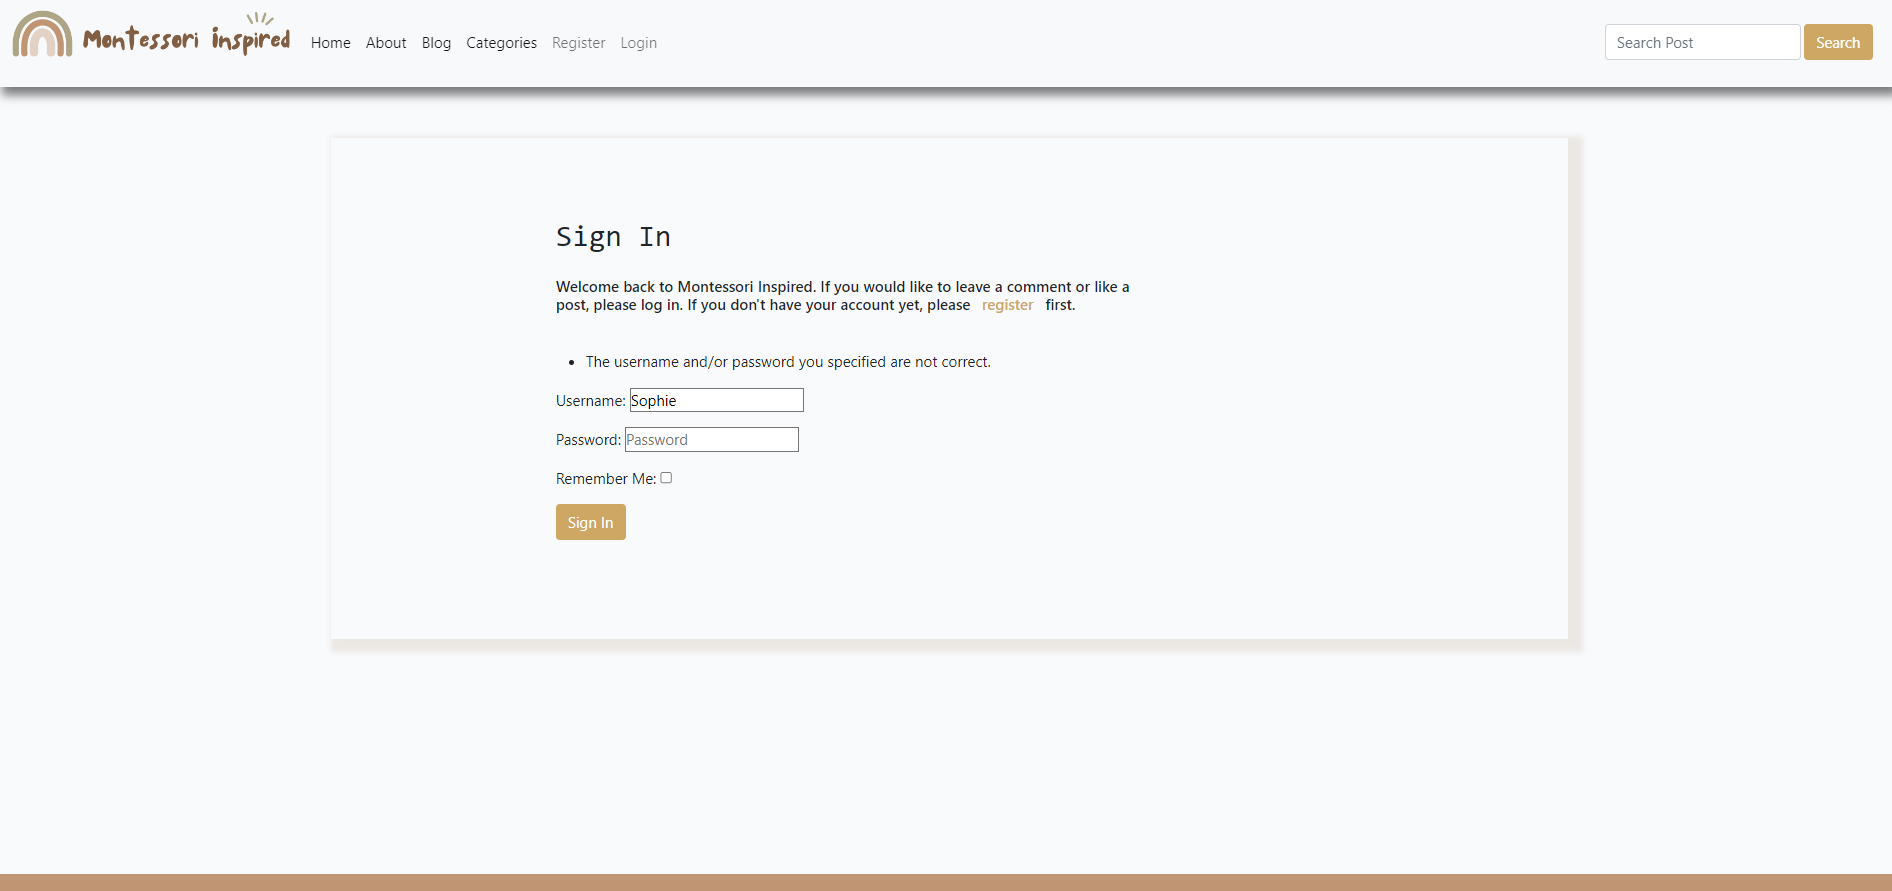 Montessori inspired
Home About Blog Categories Register Login
Search Post Search
Sign In
Welcome back to Montessori Inspired. If you would like to leave a comment or like a
post, please log in. If you don't have your account yet, please register first.
• The username and/or password you specified are not correct.
Username: Sophie
Password: Password
Remember Me:
Sign In